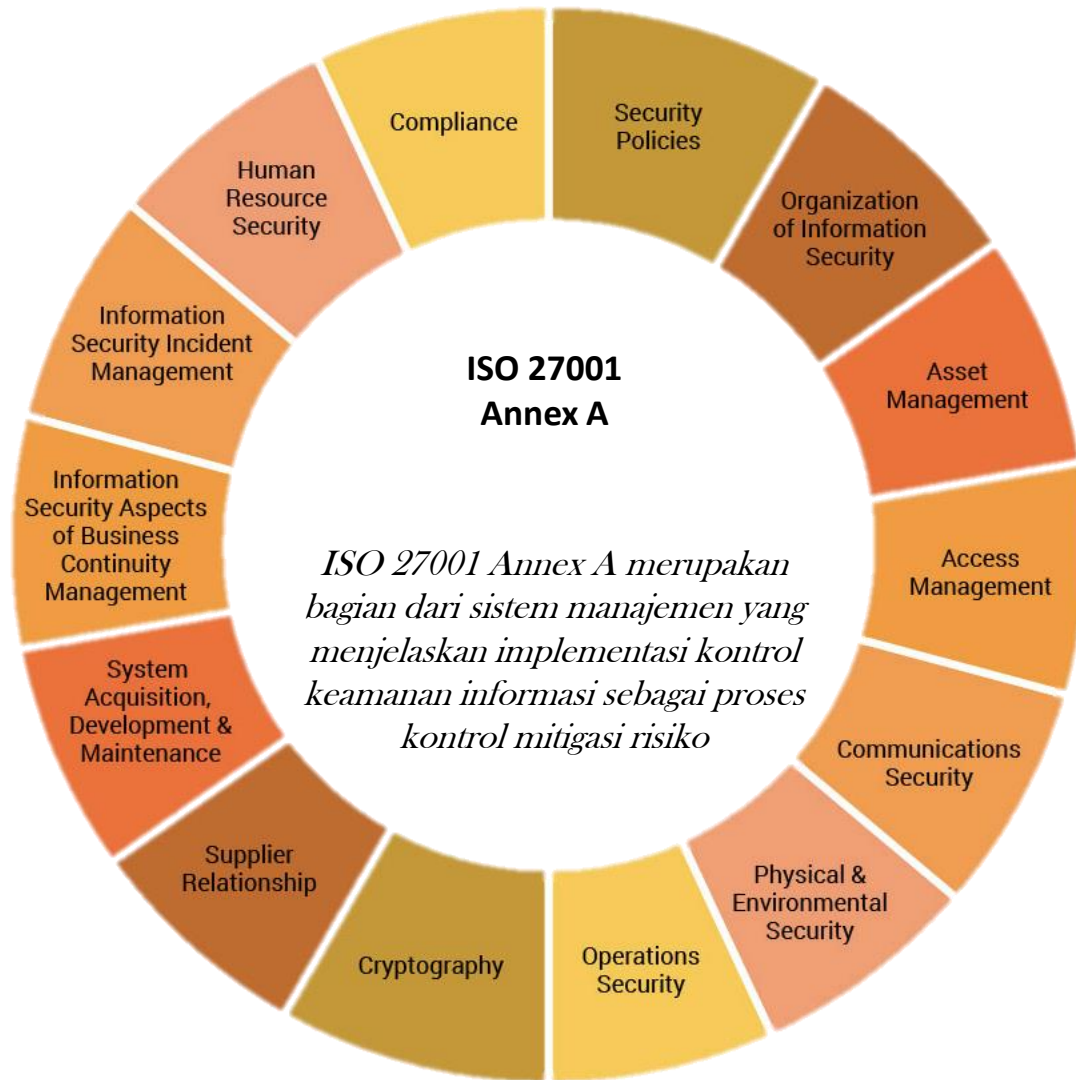 Compliance
Security
Policies
Organization
of Information
Security
Asset
Management
Access
Management
Communications
Security
Physical &
Environmental
Security
Operations
Security
Cryptography
Supplier
Relationship
System
Acquisition,
Development &
Maintenance
Information
Security Aspects
of Business
Continuity
Management
Information
Security Incident
Management
Human
Resource
Security
ISO 27001
Annex A
ISO 27001 Annex A merupakan
bagian dari sistem manajemen yang
menjelaskan implementasi kontrol
keamanan informasi sebagai proses
kontrol mitigasi risiko